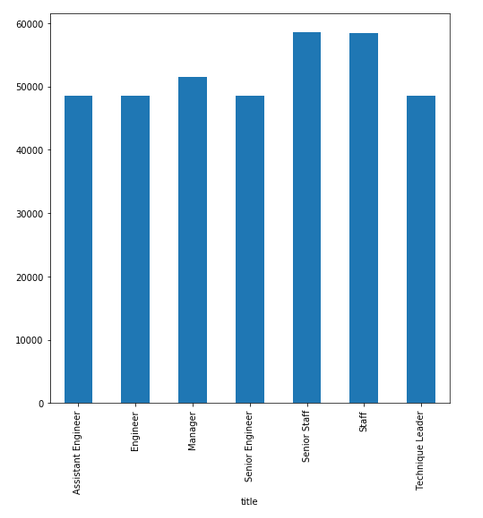 60000
50000
40000
30000
20000
10000
0
Assistant Engineer
Engineer
Manager
Senior Engineer
Senior Staff
Staff
Technique Leader
title